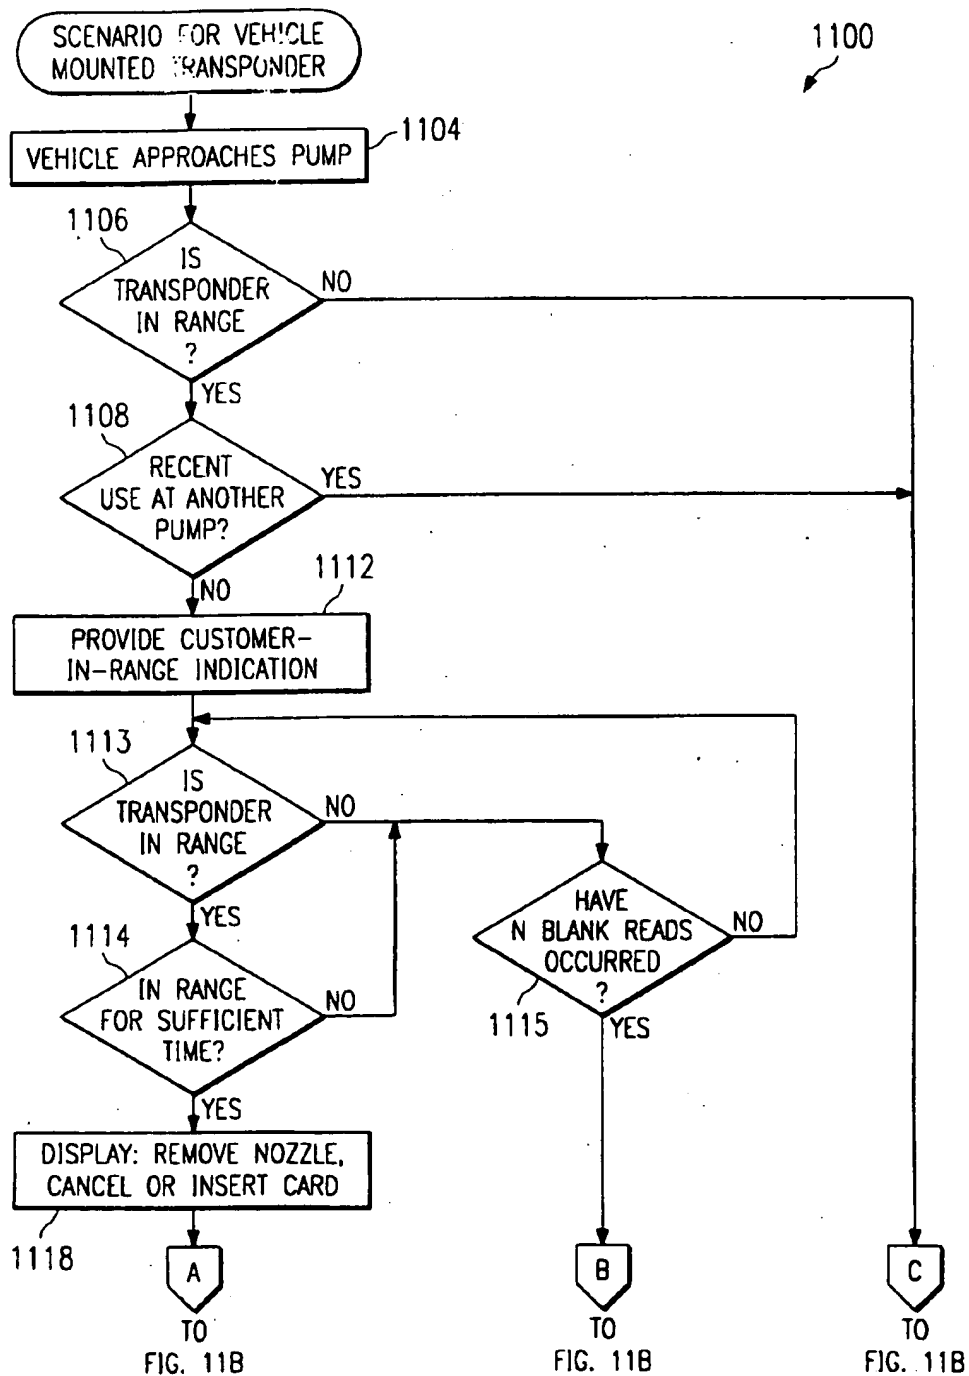 SCENARIO FOR VEHICLE
MOUNTED TRANSPONDER
1100
1104
VEHICLE APPROACHES PUMP
1106
IS
TRANSPONDER
IN RANGE
?
NO
YES
1108
RECENT
USE AT ANOTHER
PUMP?
YES
NO
1112
PROVIDE CUSTOMER-
IN-RANGE INDICATION
1113
IS
TRANSPONDER
IN RANGE
?
NO
YES
1114
IN RANGE
FOR SUFFICIENT
TIME?
NO
YES
HAVE
N BLANK READS
OCCURRED
?
NO
1115
YES
DISPLAY: REMOVE NOZZLE,
CANCEL OR INSERT CARD
1118
A
TO
FIG. 11B
B
TO
FIG. 11B
C
TO
FIG. 11B